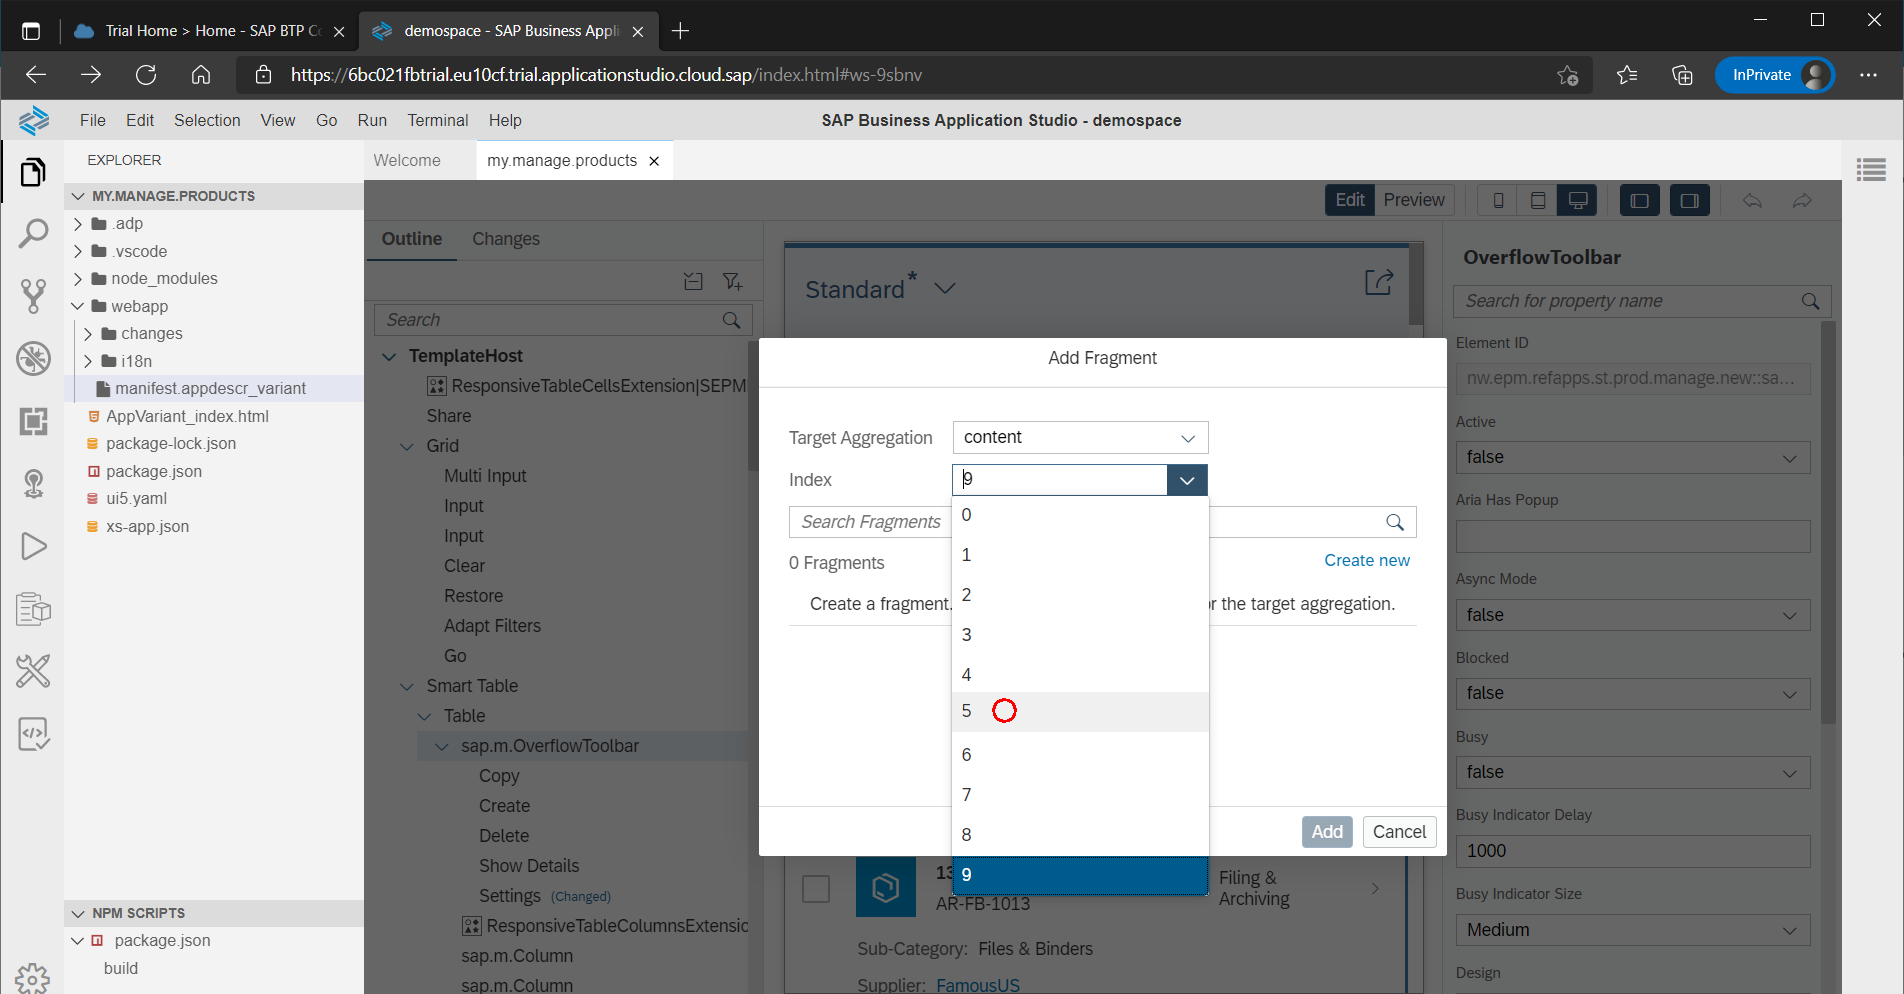 Trial Home > Home - SAP BTP Co
demospace - SAP Business Appli
https://6bc021fbtrial.eu10cf.trial.applicationstudio.cloud.sap/index.html#ws-9sbnv
InPrivate
File Edit Selection View Go Run Terminal Help
SAP Business Application Studio - demospace
EXPLORER
MY.MANAGE.PRODUCTS
.adp
.vscode
node_modules
webapp
changes
i18n
manifest.appdescr_variant
AppVariant_index.html
package-lock.json
package.json
ui5.yaml
xs-app.json
NPM SCRIPTS
package.json
build
Welcome
my.manage.products
Edit Preview
Outline Changes
Search
TemplateHost
ResponsiveTableCellsExtension|SEPM
Share
Grid
Multi Input
Input
Input
Clear
Restore
Adapt Filters
Go
Smart Table
Table
sap.m.OverflowToolbar
Copy
Create
Delete
Show Details
Settings (Changed)
ResponsiveTableColumnsExtensio
sap.m.Column
sap.m.Column
Standard*
Add Fragment
Target Aggregation content
Index 9
0
1
2
3
4
5
6
7
8
9
Search Fragments
0 Fragments
Create new
Create a fragment.
r the target aggregation.
Add Cancel
13
AR-FB-1013
Filing &
Archiving
Sub-Category: Files & Binders
Supplier: FamousUS
OverflowToolbar
Search for property name
Element ID
nw.epm.refapps.st.prod.manage.new::sa...
Active
false
Aria Has Popup
Async Mode
false
Blocked
false
Busy
false
Busy Indicator Delay
1000
Busy Indicator Size
Medium
Design